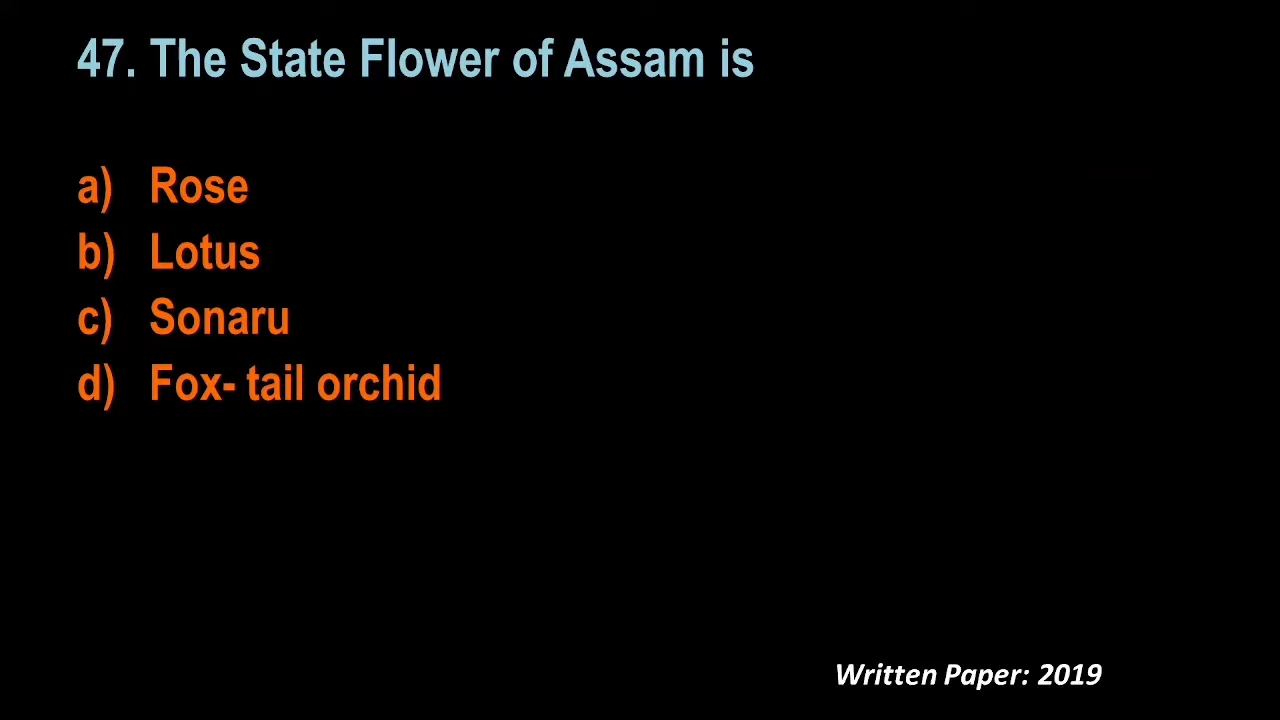 47. The State Flower of Assam is
a) Rose
b) Lotus
c) Sonaru
d) Fox- tail orchid
Written Paper: 2019